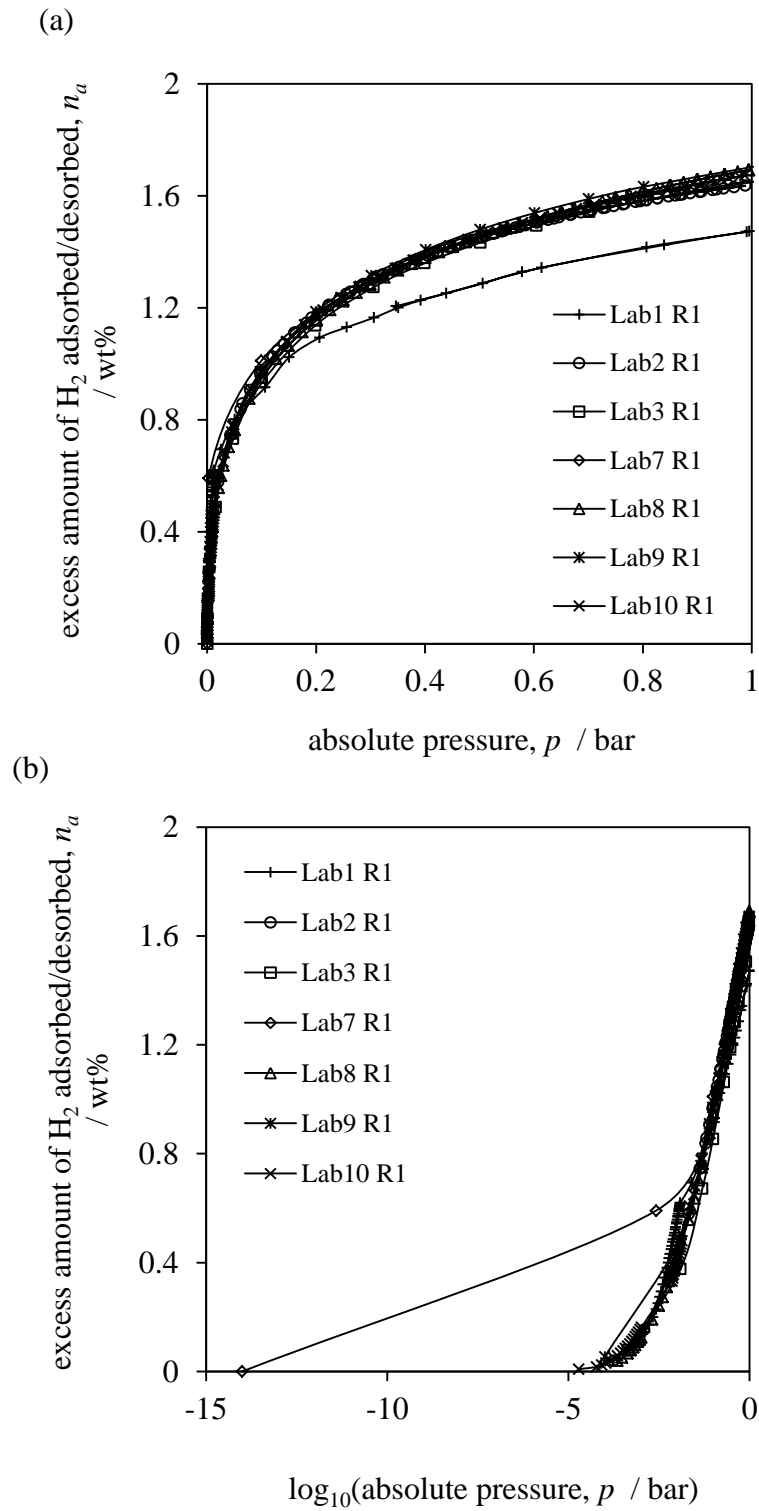 (a)
excess amount of H₂ adsorbed/desorbed, nₐ
/ wt%
2
1.6
1.2
0.8
0.4
0
Lab1 R1
Lab2 R1
Lab3 R1
Lab7 R1
Lab8 R1
Lab9 R1
Lab10 R1
0 0.2 0.4 0.6 0.8 1
absolute pressure, p / bar
(b)
excess amount of H₂ adsorbed/desorbed, nₐ
/ wt%
2
1.6
1.2
0.8
0.4
0
Lab1 R1
Lab2 R1
Lab3 R1
Lab7 R1
Lab8 R1
Lab9 R1
Lab10 R1
-15 -10 -5 0
log₁₀(absolute pressure, p / bar)